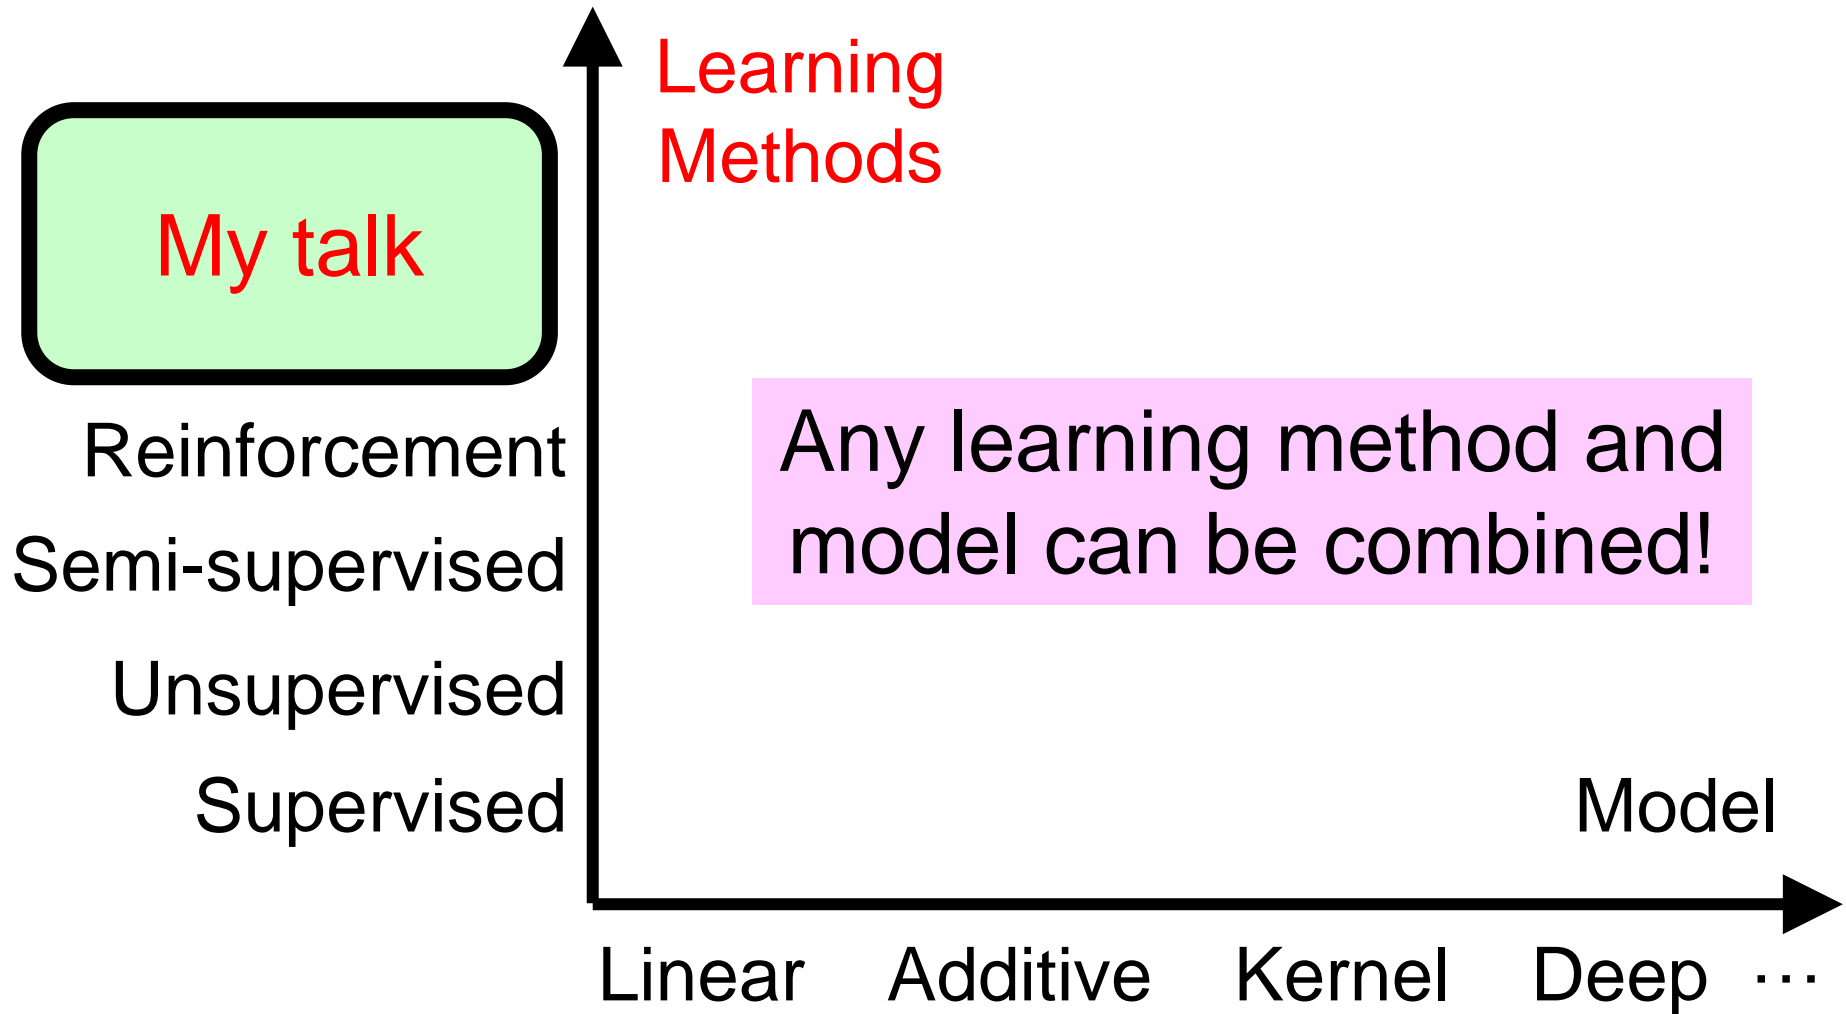 Learning
Methods
My talk
Reinforcement
Any learning method and
model can be combined!
Semi-supervised
Unsupervised
Supervised
Model
Linear Additive Kernel Deep ⋯